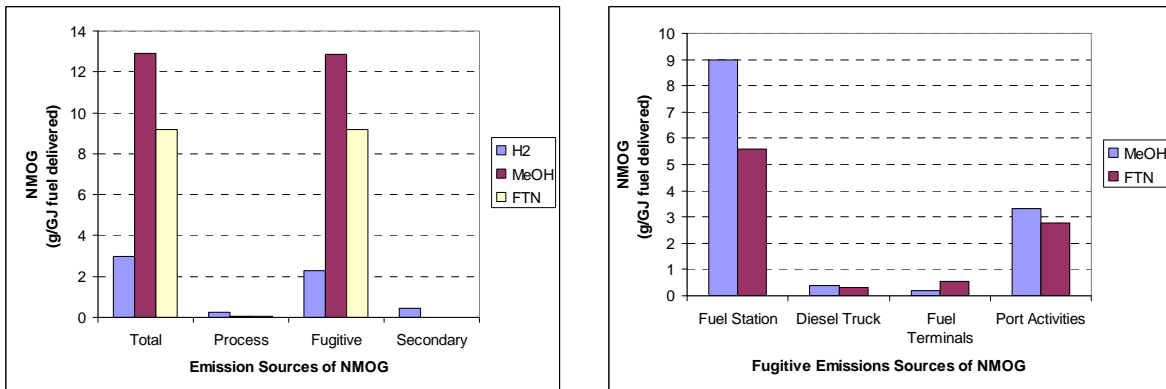 14
12
10
8
6
4
2
0
NMOG
(g/GJ fuel delivered)
Total
Process
Fugitive
Secondary
Emission Sources of NMOG
H2
MeOH
FTN
10
9
8
7
6
5
4
3
2
1
0
NMOG
(g/GJ fuel delivered)
Fuel Station
Diesel Truck
Fuel
Terminals
Port Activities
Fugitive Emissions Sources of NMOG
MeOH
FTN